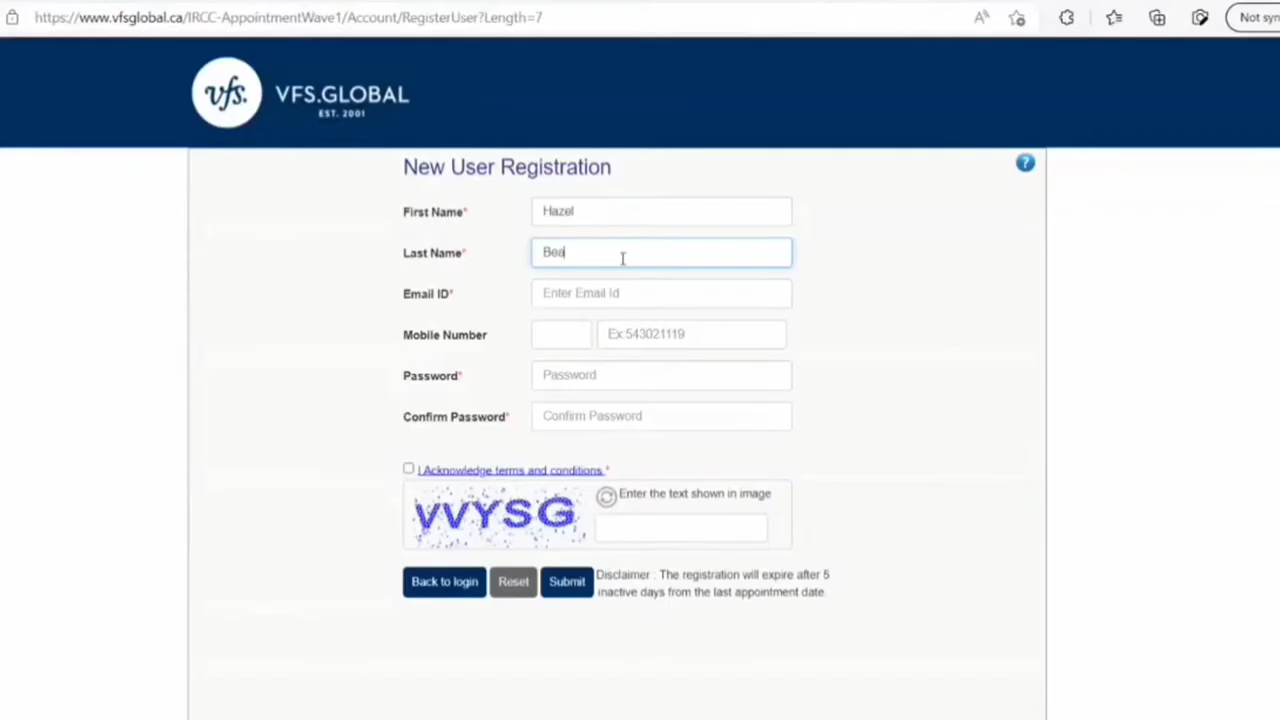 https://www.vfsglobal.ca/IRCC-AppointmentWave1/Account/RegisterUser?Length=7
Not syn
vfs.
VFS.GLOBAL
EST. 2001
New User Registration
?
First Name* Hazel
Last Name* Bea
Email ID* Enter Email Id
Mobile Number Ex:543021119
Password* Password
Confirm Password* Confirm Password
I Acknowledge terms and conditions.*
VVYSG
Enter the text shown in image
Back to login Reset Submit
Disclaimer : The registration will expire after 5
inactive days from the last appointment date.